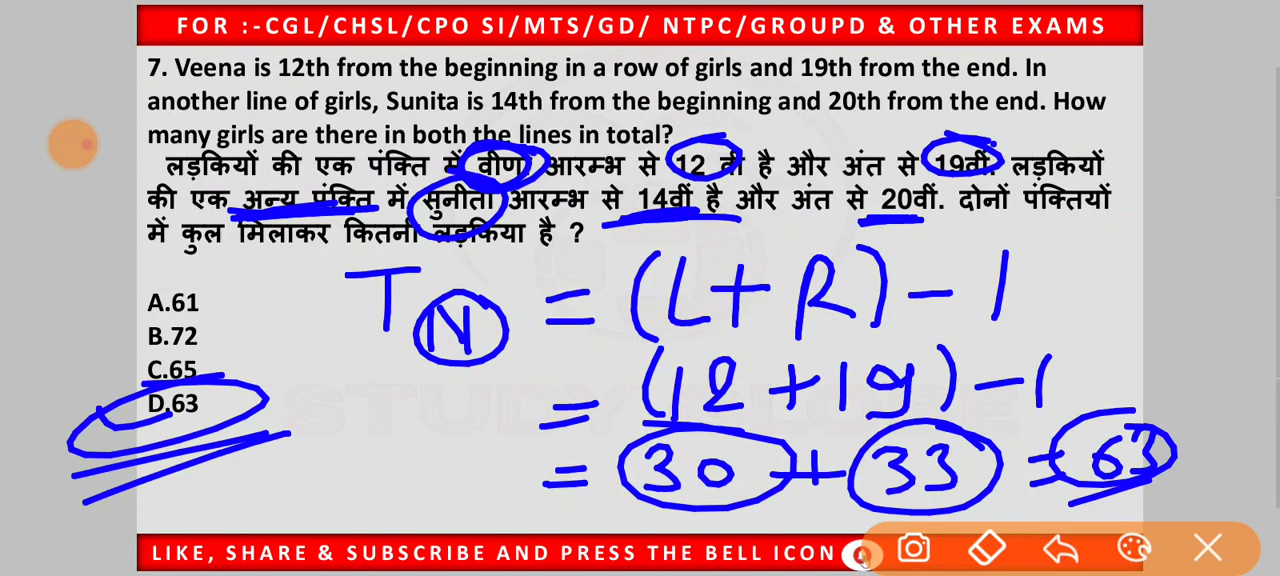 FOR :-CGL/CHSL/CPO SI/MTS/GD/ NTPC/GROUPD & OTHER EXAMS
7. Veena is 12th from the beginning in a row of girls and 19th from the end. In
another line of girls, Sunita is 14th from the beginning and 20th from the end. How
many girls are there in both the lines in total?
लड़कियों की एक पंक्ति में वीणा आरम्भ से 12 वी है और अंत से 19वीं. लड़कियों
की एक अन्य पंक्ति में सुनीता आरम्भ से 14वीं है और अंत से 20वीं. दोनों पंक्तियों
में कुल मिलाकर कितनी लड़किया है ?
T N = (L + R) - 1
A.61
B.72
C.65
= (12 + 19) - 1
D.63
= 30 + 33 = 63
LIKE, SHARE & SUBSCRIBE AND PRESS THE BELL ICON